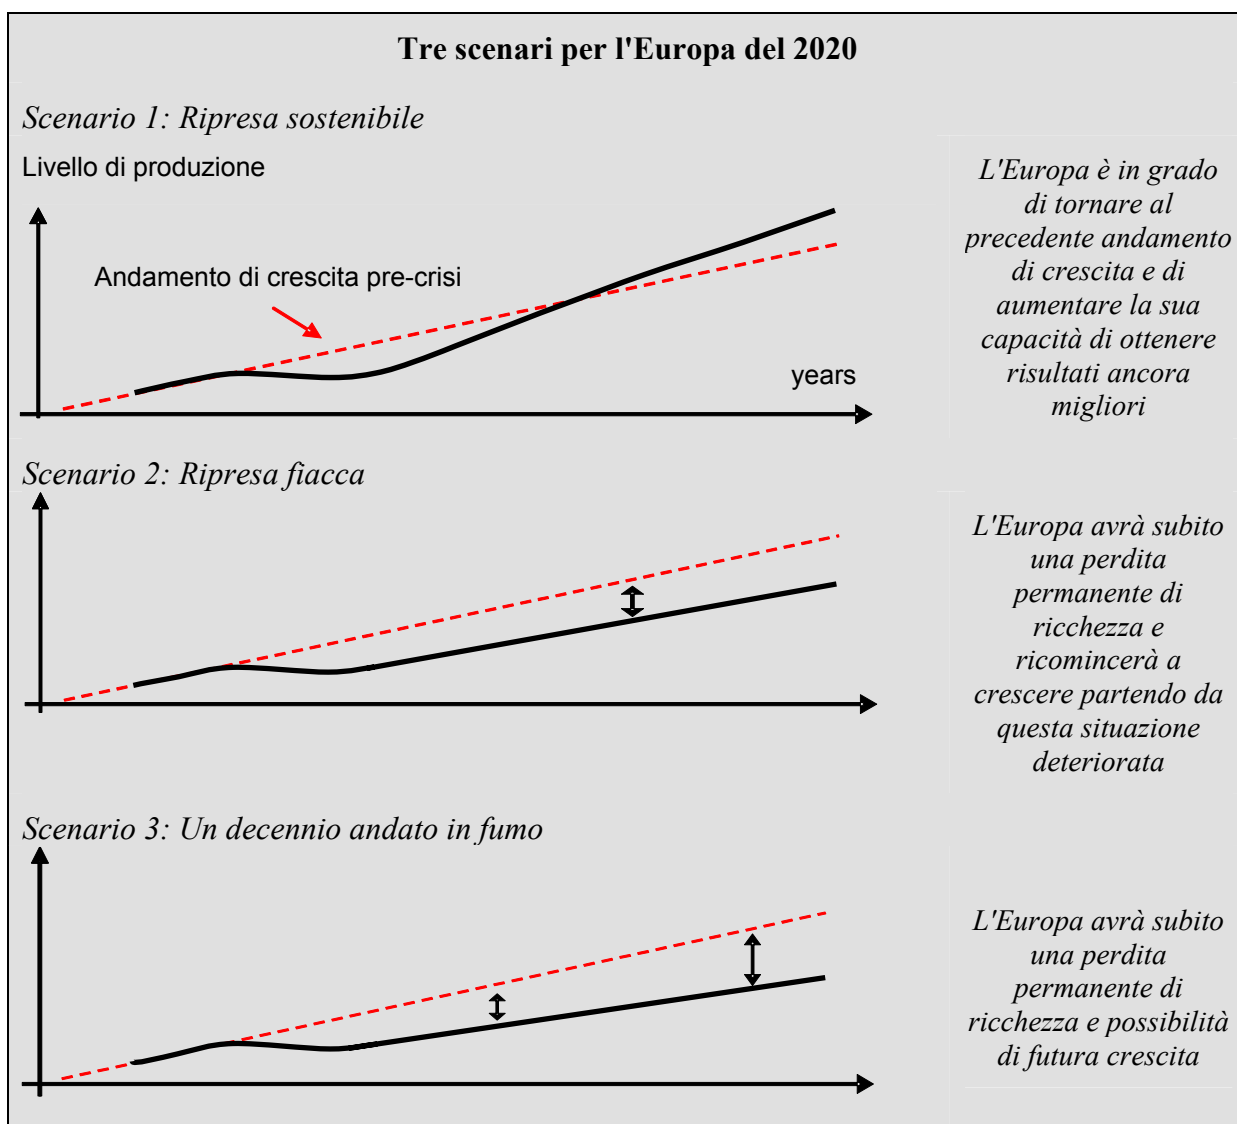 Tre scenari per l'Europa del 2020
Scenario 1: Ripresa sostenibile
Livello di produzione
Andamento di crescita pre-crisi
years
L'Europa è in grado
di tornare al
precedente andamento
di crescita e di
aumentare la sua
capacità di ottenere
risultati ancora
migliori
Scenario 2: Ripresa fiacca
L'Europa avrà subito
una perdita
permanente di
ricchezza e
ricomincerà a
crescere partendo da
questa situazione
deteriorata
Scenario 3: Un decennio andato in fumo
L'Europa avrà subito
una perdita
permanente di
ricchezza e possibilità
di futura crescita